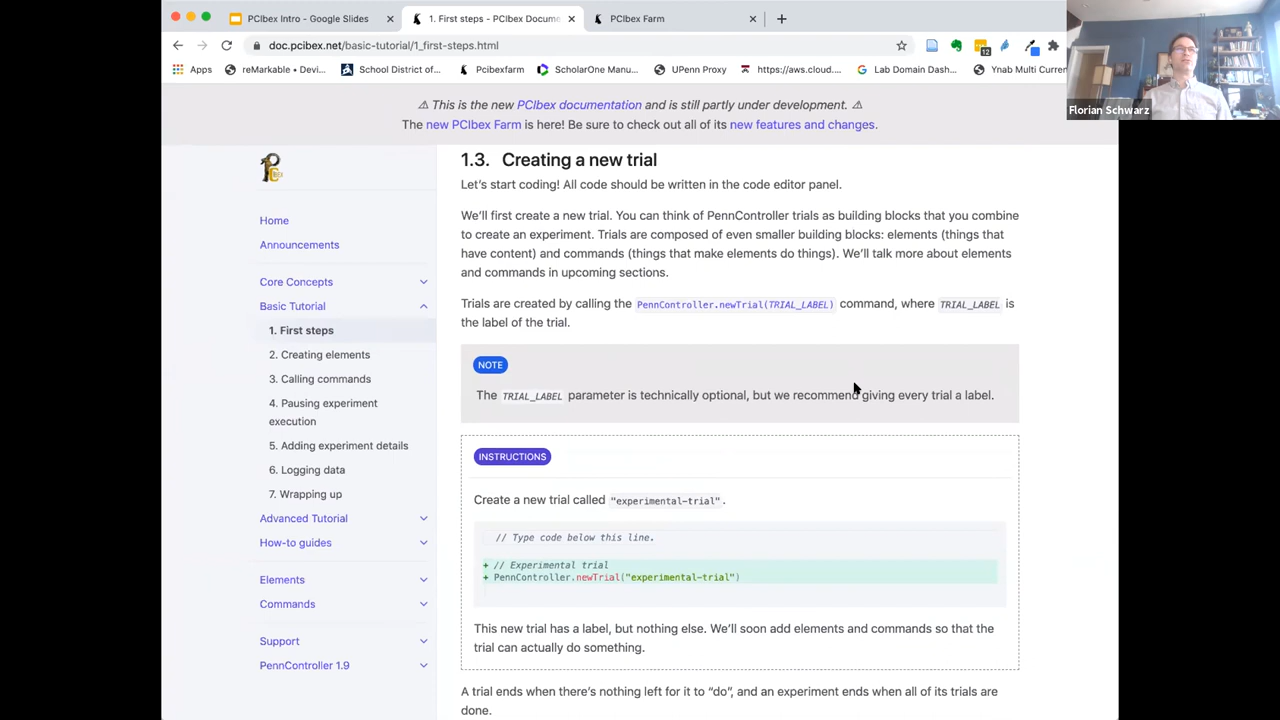 PCIbex Intro - Google Slides
1. First steps - PCIbex Docume
PCIbex Farm
doc.pcibex.net/basic-tutorial/1_first-steps.html
12
Apps
reMarkable • Devi...
School District of...
Pcibexfarm
ScholarOne Manu...
UPenn Proxy
https://aws.cloud....
Lab Domain Dash...
Ynab Multi Curren
Florian Schwarz
⚠ This is the new PCIbex documentation and is still partly under development. ⚠
The new PCIbex Farm is here! Be sure to check out all of its new features and changes.
Home
Announcements
Core Concepts
Basic Tutorial
1. First steps
2. Creating elements
3. Calling commands
4. Pausing experiment
execution
5. Adding experiment details
6. Logging data
7. Wrapping up
Advanced Tutorial
How-to guides
Elements
Commands
Support
PennController 1.9
1.3. Creating a new trial
Let's start coding! All code should be written in the code editor panel.
We'll first create a new trial. You can think of PennController trials as building blocks that you combine
to create an experiment. Trials are composed of even smaller building blocks: elements (things that
have content) and commands (things that make elements do things). We'll talk more about elements
and commands in upcoming sections.
Trials are created by calling the PennController.newTrial(TRIAL_LABEL) command, where TRIAL_LABEL is
the label of the trial.
NOTE
The TRIAL_LABEL parameter is technically optional, but we recommend giving every trial a label.
INSTRUCTIONS
Create a new trial called "experimental-trial".
// Type code below this line.
+ // Experimental trial
+ PennController.newTrial("experimental-trial")
This new trial has a label, but nothing else. We'll soon add elements and commands so that the
trial can actually do something.
A trial ends when there's nothing left for it to "do", and an experiment ends when all of its trials are
done.